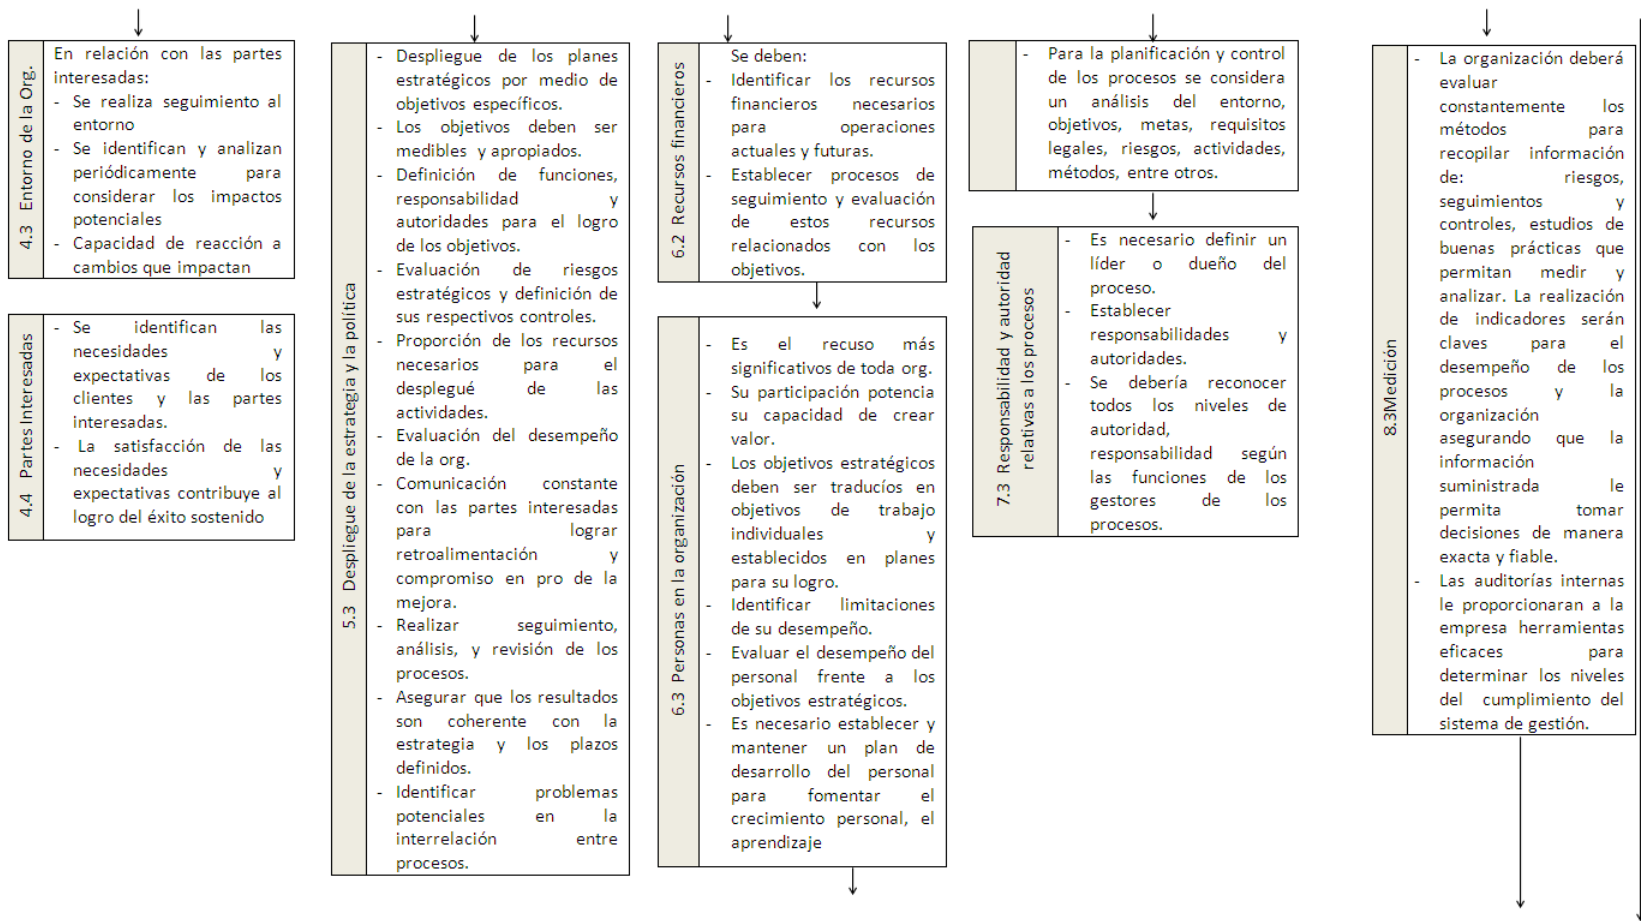 4.3 Entorno de la Org.
En relación con las partes
interesadas:
- Se realiza seguimiento al
entorno
- Se identifican y analizan
periódicamente para
considerar los impactos
potenciales
- Capacidad de reacción a
cambios que impactan
4.4 Partes Interesadas
- Se identifican las
necesidades y
expectativas de los
clientes y las partes
interesadas.
- La satisfacción de las
necesidades y
expectativas contribuye al
logro del éxito sostenido
5.3 Despliegue de la estrategia y la política
- Despliegue de los planes
estratégicos por medio de
objetivos específicos.
- Los objetivos deben ser
medibles y apropiados.
- Definición de funciones,
responsabilidad y
autoridades para el logro
de los objetivos.
- Evaluación de riesgos
estratégicos y definición de
sus respectivos controles.
- Proporción de los recursos
necesarios para el
desplegué de las
actividades.
- Evaluación del desempeño
de la org.
- Comunicación constante
con las partes interesadas
para lograr
retroalimentación y
compromiso en pro de la
mejora.
- Realizar seguimiento,
análisis, y revisión de los
procesos.
- Asegurar que los resultados
son coherente con la
estrategia y los plazos
definidos.
- Identificar problemas
potenciales en la
interrelación entre
procesos.
6.2 Recursos financieros
Se deben:
- Identificar los recursos
financieros necesarios
para operaciones
actuales y futuras.
- Establecer procesos de
seguimiento y evaluación
de estos recursos
relacionados con los
objetivos.
6.3 Personas en la organización
- Es el recuso más
significativos de toda org.
- Su participación potencia
su capacidad de crear
valor.
- Los objetivos estratégicos
deben ser traducíos en
objetivos de trabajo
individuales y
establecidos en planes
para su logro.
- Identificar limitaciones
de su desempeño.
- Evaluar el desempeño del
personal frente a los
objetivos estratégicos.
- Es necesario establecer y
mantener un plan de
desarrollo del personal
para fomentar el
crecimiento personal, el
aprendizaje
- Para la planificación y control
de los procesos se considera
un análisis del entorno,
objetivos, metas, requisitos
legales, riesgos, actividades,
métodos, entre otros.
7.3 Responsabilidad y autoridad
relativas a los procesos
- Es necesario definir un
líder o dueño del
proceso.
- Establecer
responsabilidades y
autoridades.
- Se debería reconocer
todos los niveles de
autoridad,
responsabilidad según
las funciones de los
gestores de los
procesos.
8.3Medición
- La organización deberá
evaluar
constantemente los
métodos para
recopilar información
de: riesgos,
seguimientos y
controles, estudios de
buenas prácticas que
permitan medir y
analizar. La realización
de indicadores serán
claves para el
desempeño de los
procesos y la
organización
asegurando que la
información
suministrada le
permita tomar
decisiones de manera
exacta y fiable.
- Las auditorías internas
le proporcionaran a la
empresa herramientas
eficaces para
determinar los niveles
del cumplimiento del
sistema de gestión.